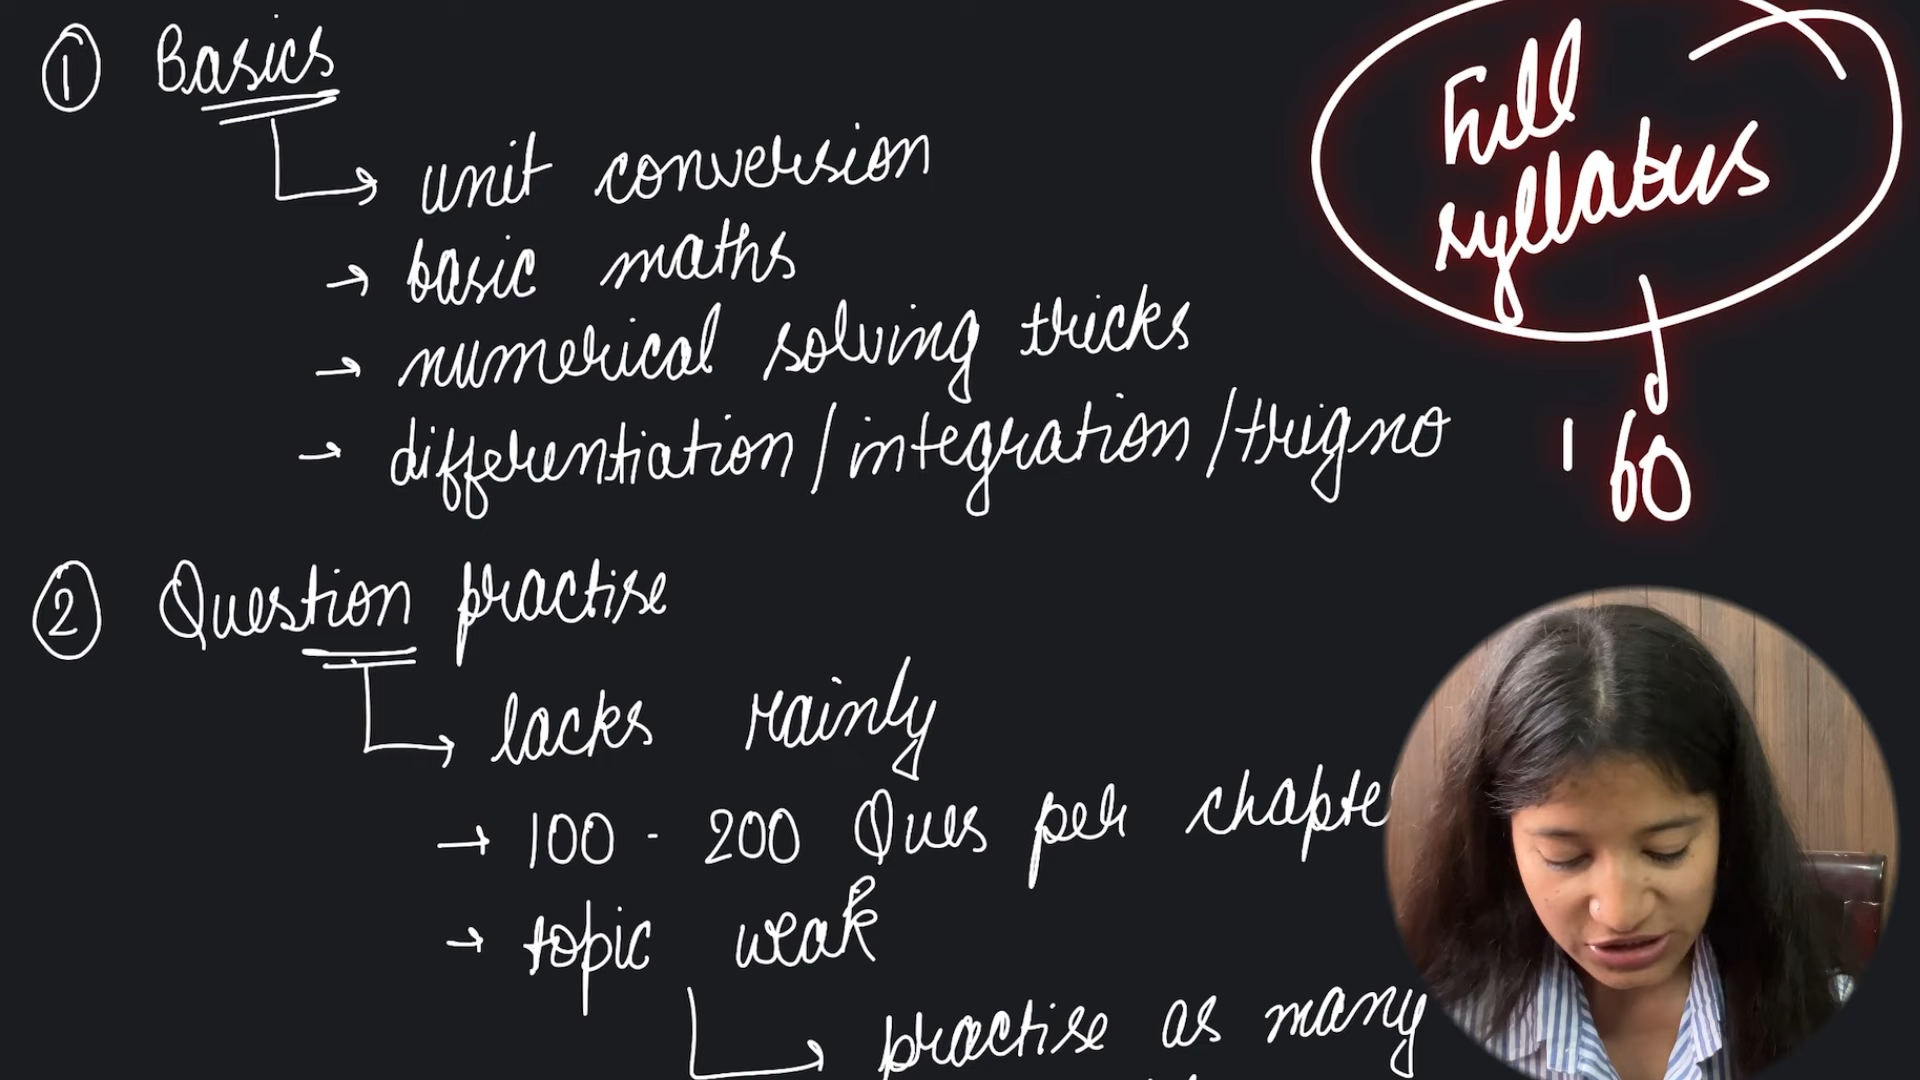 ① Basics
→ unit conversion
→ basic maths
→ numerical solving tricks
→ differentiation/integration/trigno
Full
syllabus
1 60
② Question practise
→ lacks mainly
→ 100 - 200 Ques per chapte
→ topic weak
→ practise as many